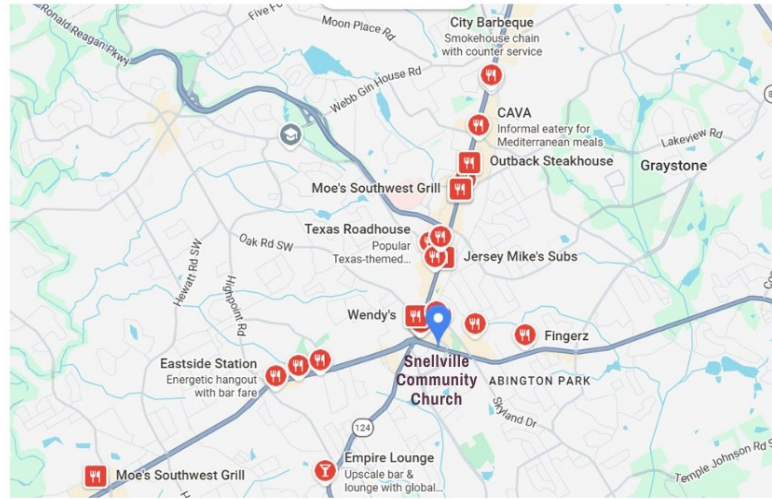 Five Fo
Moon Place Rd
City Barbeque
Smokehouse chain
with counter service
Ronald Reagan Pkwy
Webb Gin House Rd
CAVA
Informal eatery for
Mediterranean meals
Lakeview Rd
Outback Steakhouse
Graystone
Moe's Southwest Grill
Texas Roadhouse
Popular
Texas-themed...
Oak Rd SW
Jersey Mike's Subs
Hewatt Rd SW
Highpoint Rd
Wendy's
Fingerz
Eastside Station
Energetic hangout
with bar fare
Snellville
Community
Church
ABINGTON PARK
Skyland Dr
124
Empire Lounge
Upscale bar &
lounge with global...
Moe's Southwest Grill
Temple Johnson Rd S